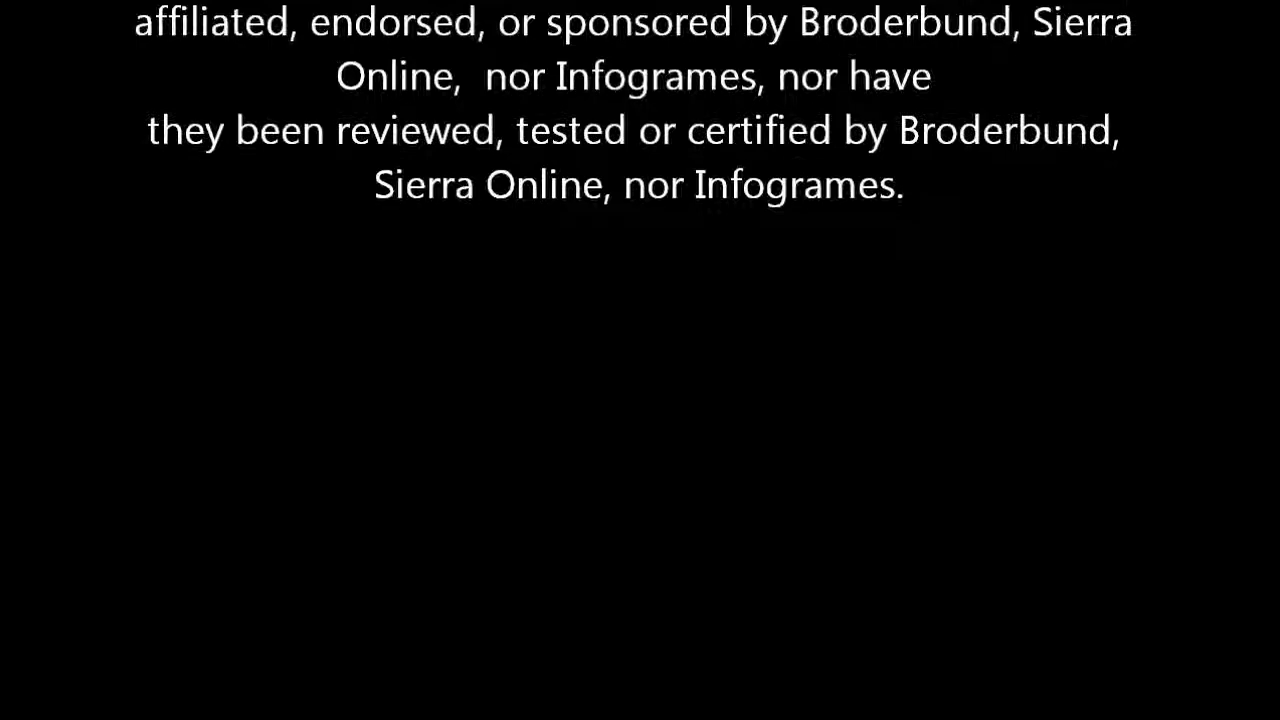 affiliated, endorsed, or sponsored by Broderbund, Sierra
Online,  nor Infogrames, nor have
they been reviewed, tested or certified by Broderbund,
Sierra Online, nor Infogrames.